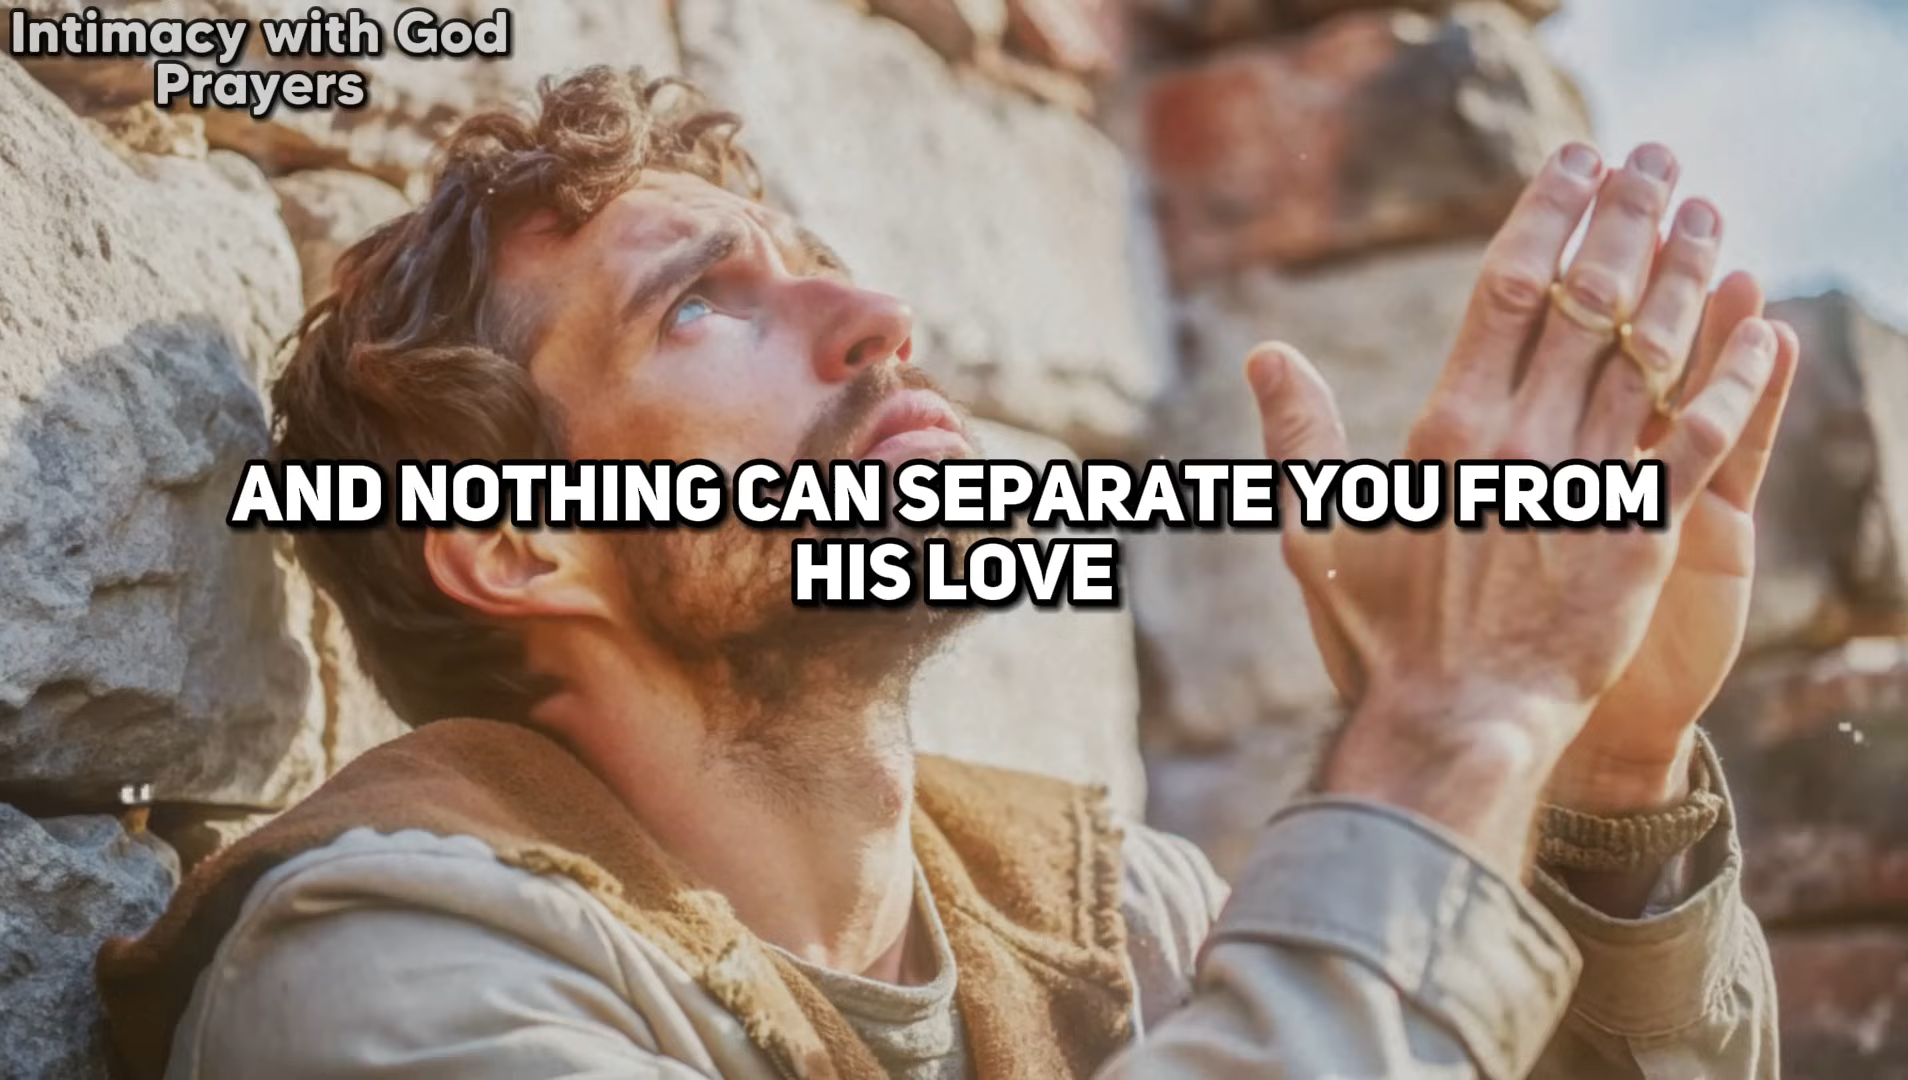 Intimacy with God
Prayers
AND NOTHING CAN SEPARATE YOU FROM
HIS LOVE